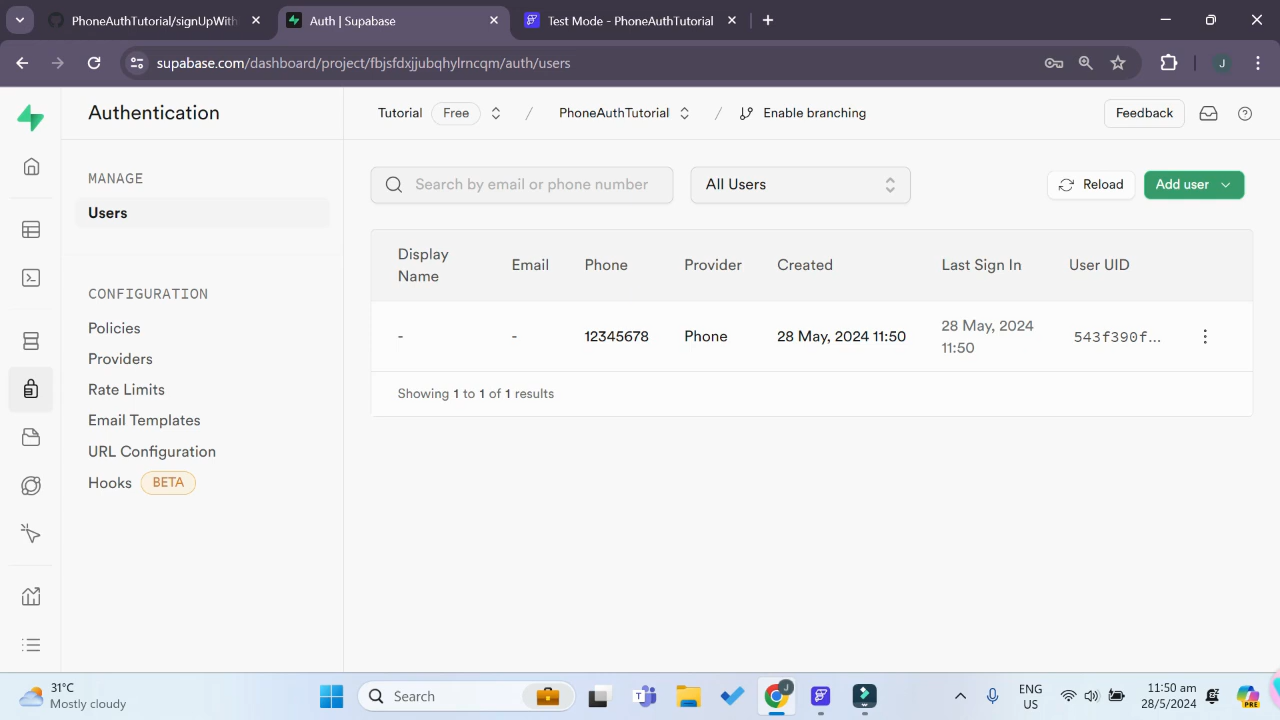 PhoneAuthTutorial/signUpWith
Auth | Supabase
Test Mode - PhoneAuthTutorial
supabase.com/dashboard/project/fbjsfdxjjubqhylrncqm/auth/users
J
Authentication
Tutorial Free / PhoneAuthTutorial / Enable branching
Feedback
MANAGE
Users
CONFIGURATION
Policies
Providers
Rate Limits
Email Templates
URL Configuration
Hooks BETA
Search by email or phone number
All Users
Reload
Add user
Display Name Email Phone Provider Created Last Sign In User UID
- - 12345678 Phone 28 May, 2024 11:50 28 May, 2024 11:50 543f390f...
Showing 1 to 1 of 1 results
31°C
Mostly cloudy
Search
J
ENG
US
11:50 am
28/5/2024
PRE